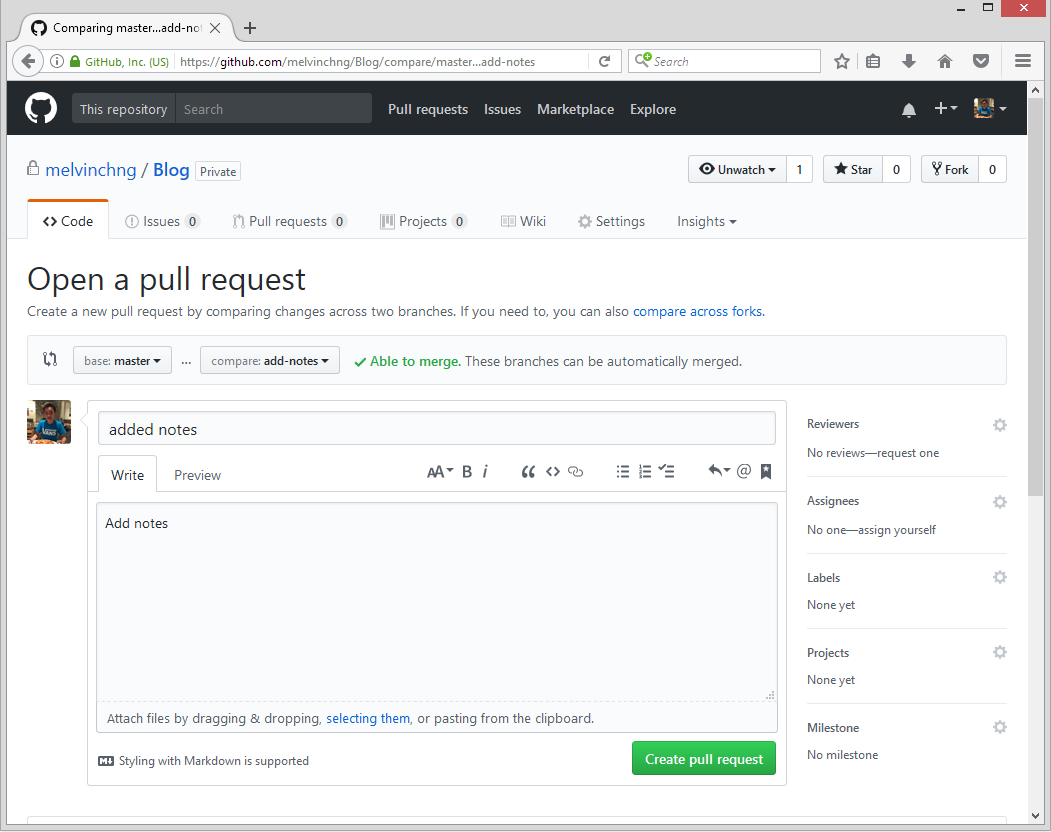 Comparing master...add-not
GitHub, Inc. (US) https://github.com/melvinchng/Blog/compare/master...add-notes Search
This repository Search Pull requests Issues Marketplace Explore
melvinchng / Blog Private Unwatch 1 Star 0 Fork 0
Code Issues 0 Pull requests 0 Projects 0 Wiki Settings Insights
Open a pull request
Create a new pull request by comparing changes across two branches. If you need to, you can also compare across forks.
base: master ... compare: add-notes Able to merge. These branches can be automatically merged.
added notes
Write Preview AA B i
Add notes
Attach files by dragging & dropping, selecting them, or pasting from the clipboard.
Styling with Markdown is supported Create pull request
Reviewers
No reviews—request one
Assignees
No one—assign yourself
Labels
None yet
Projects
None yet
Milestone
No milestone